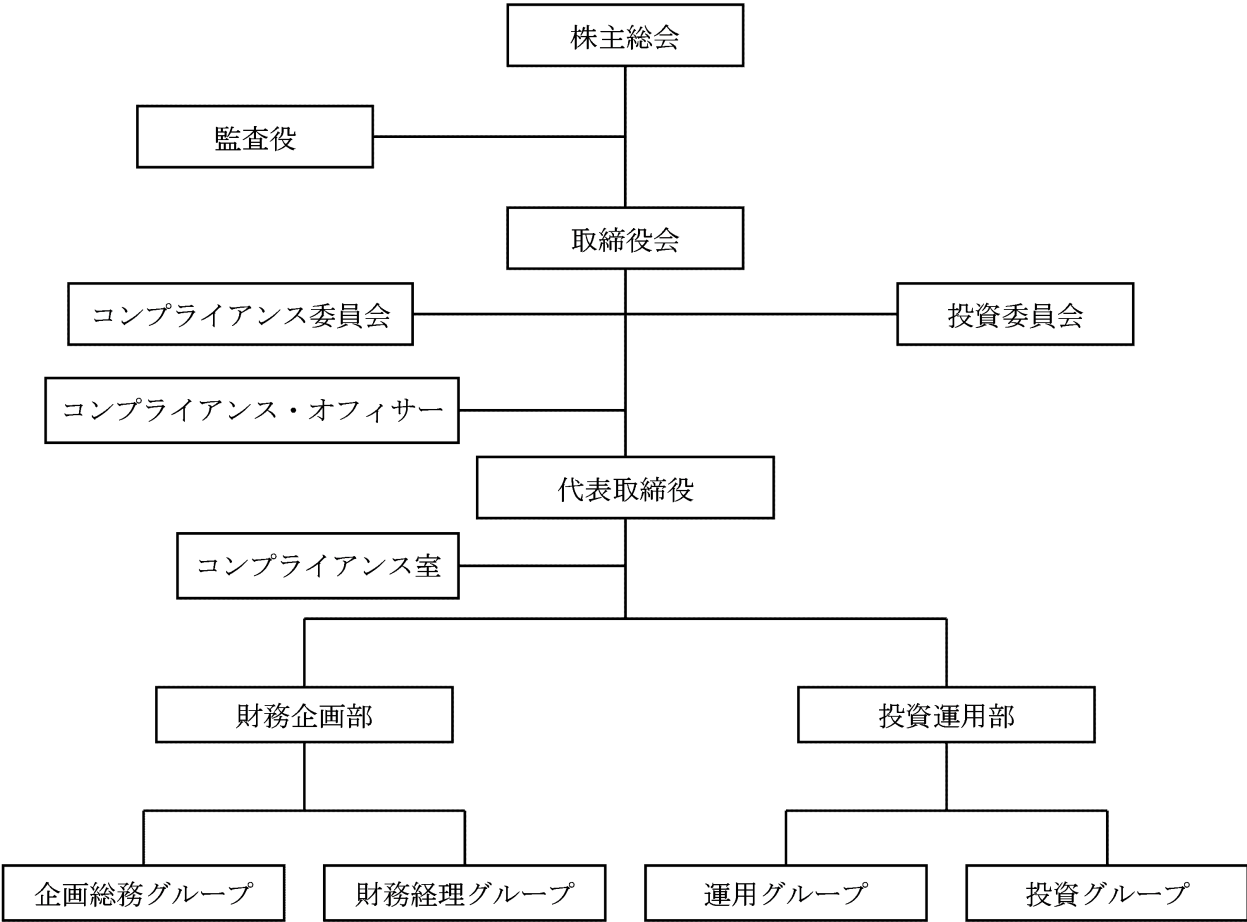 株主総会
監査役
取締役会
コンプライアンス委員会
投資委員会
コンプライアンス・オフィサー
代表取締役
コンプライアンス室
財務企画部
投資運用部
企画総務グループ
財務経理グループ
運用グループ
投資グループ